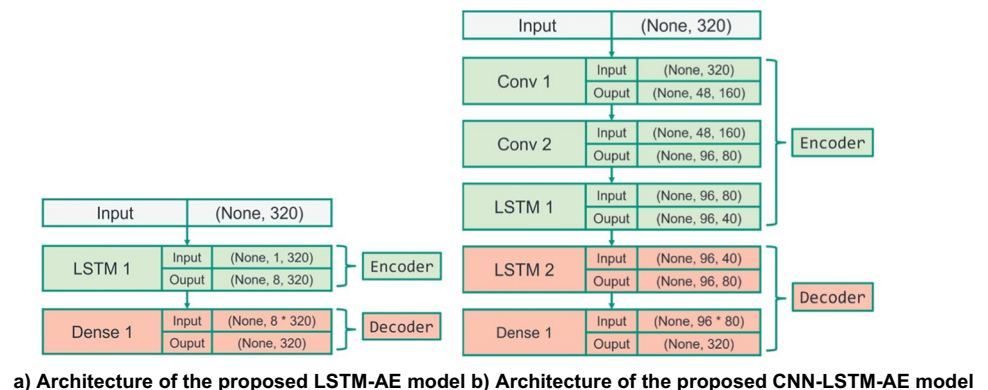 Input (None, 320)
LSTM 1 Input (None, 1, 320)
Ouput (None, 8, 320)
Encoder
Dense 1 Input (None, 8 * 320)
Ouput (None, 320)
Decoder
Input (None, 320)
Conv 1 Input (None, 320)
Ouput (None, 48, 160)
Conv 2 Input (None, 48, 160)
Ouput (None, 96, 80)
Encoder
LSTM 1 Input (None, 96, 80)
Ouput (None, 96, 40)
LSTM 2 Input (None, 96, 40)
Ouput (None, 96, 80)
Decoder
Dense 1 Input (None, 96 * 80)
Ouput (None, 320)
a) Architecture of the proposed LSTM-AE model b) Architecture of the proposed CNN-LSTM-AE model